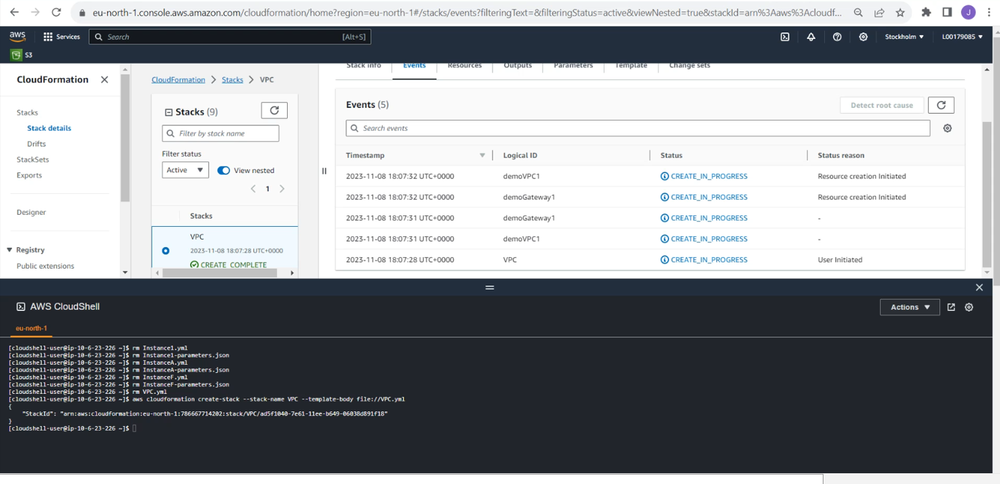 eu-north-1.console.aws.amazon.com/cloudformation/home?region=eu-north-1#/stacks/events?filteringText=&filteringStatus=active&viewNested=true&stackId=arn%3Aaws%3Acloudf...
J
aws
Services
Search
[Alt+S]
Stockholm
L00179085
S3
CloudFormation
Stacks
Stack details
Drifts
StackSets
Exports
Designer
Registry
Public extensions
CloudFormation > Stacks > VPC
Stacks (9)
Filter by stack name
Filter status
Active
View nested
1
Stacks
VPC
2023-11-08 18:07:28 UTC+0000
CREATE_COMPLETE
Stack info Events Resources Outputs Parameters Template Change sets
Events (5)
Detect root cause
Search events
Timestamp Logical ID Status Status reason
2023-11-08 18:07:32 UTC+0000 demoVPC1 CREATE_IN_PROGRESS Resource creation Initiated
2023-11-08 18:07:32 UTC+0000 demoGateway1 CREATE_IN_PROGRESS Resource creation Initiated
2023-11-08 18:07:31 UTC+0000 demoGateway1 CREATE_IN_PROGRESS -
2023-11-08 18:07:31 UTC+0000 demoVPC1 CREATE_IN_PROGRESS -
2023-11-08 18:07:28 UTC+0000 VPC CREATE_IN_PROGRESS User Initiated
AWS CloudShell
Actions
eu-north-1
[cloudshell-user@ip-10-6-23-226 ~]$ rm Instance1.yml
[cloudshell-user@ip-10-6-23-226 ~]$ rm Instance1-parameters.json
[cloudshell-user@ip-10-6-23-226 ~]$ rm InstanceA.yml
[cloudshell-user@ip-10-6-23-226 ~]$ rm InstanceA-parameters.json
[cloudshell-user@ip-10-6-23-226 ~]$ rm InstanceF.yml
[cloudshell-user@ip-10-6-23-226 ~]$ rm InstanceF-parameters.json
[cloudshell-user@ip-10-6-23-226 ~]$ rm VPC.yml
[cloudshell-user@ip-10-6-23-226 ~]$ aws cloudformation create-stack --stack-name VPC --template-body file://VPC.yml
{
"StackId": "arn:aws:cloudformation:eu-north-1:786667714202:stack/VPC/ad5f1040-7e61-11ee-b649-06038d891f18"
}
[cloudshell-user@ip-10-6-23-226 ~]$